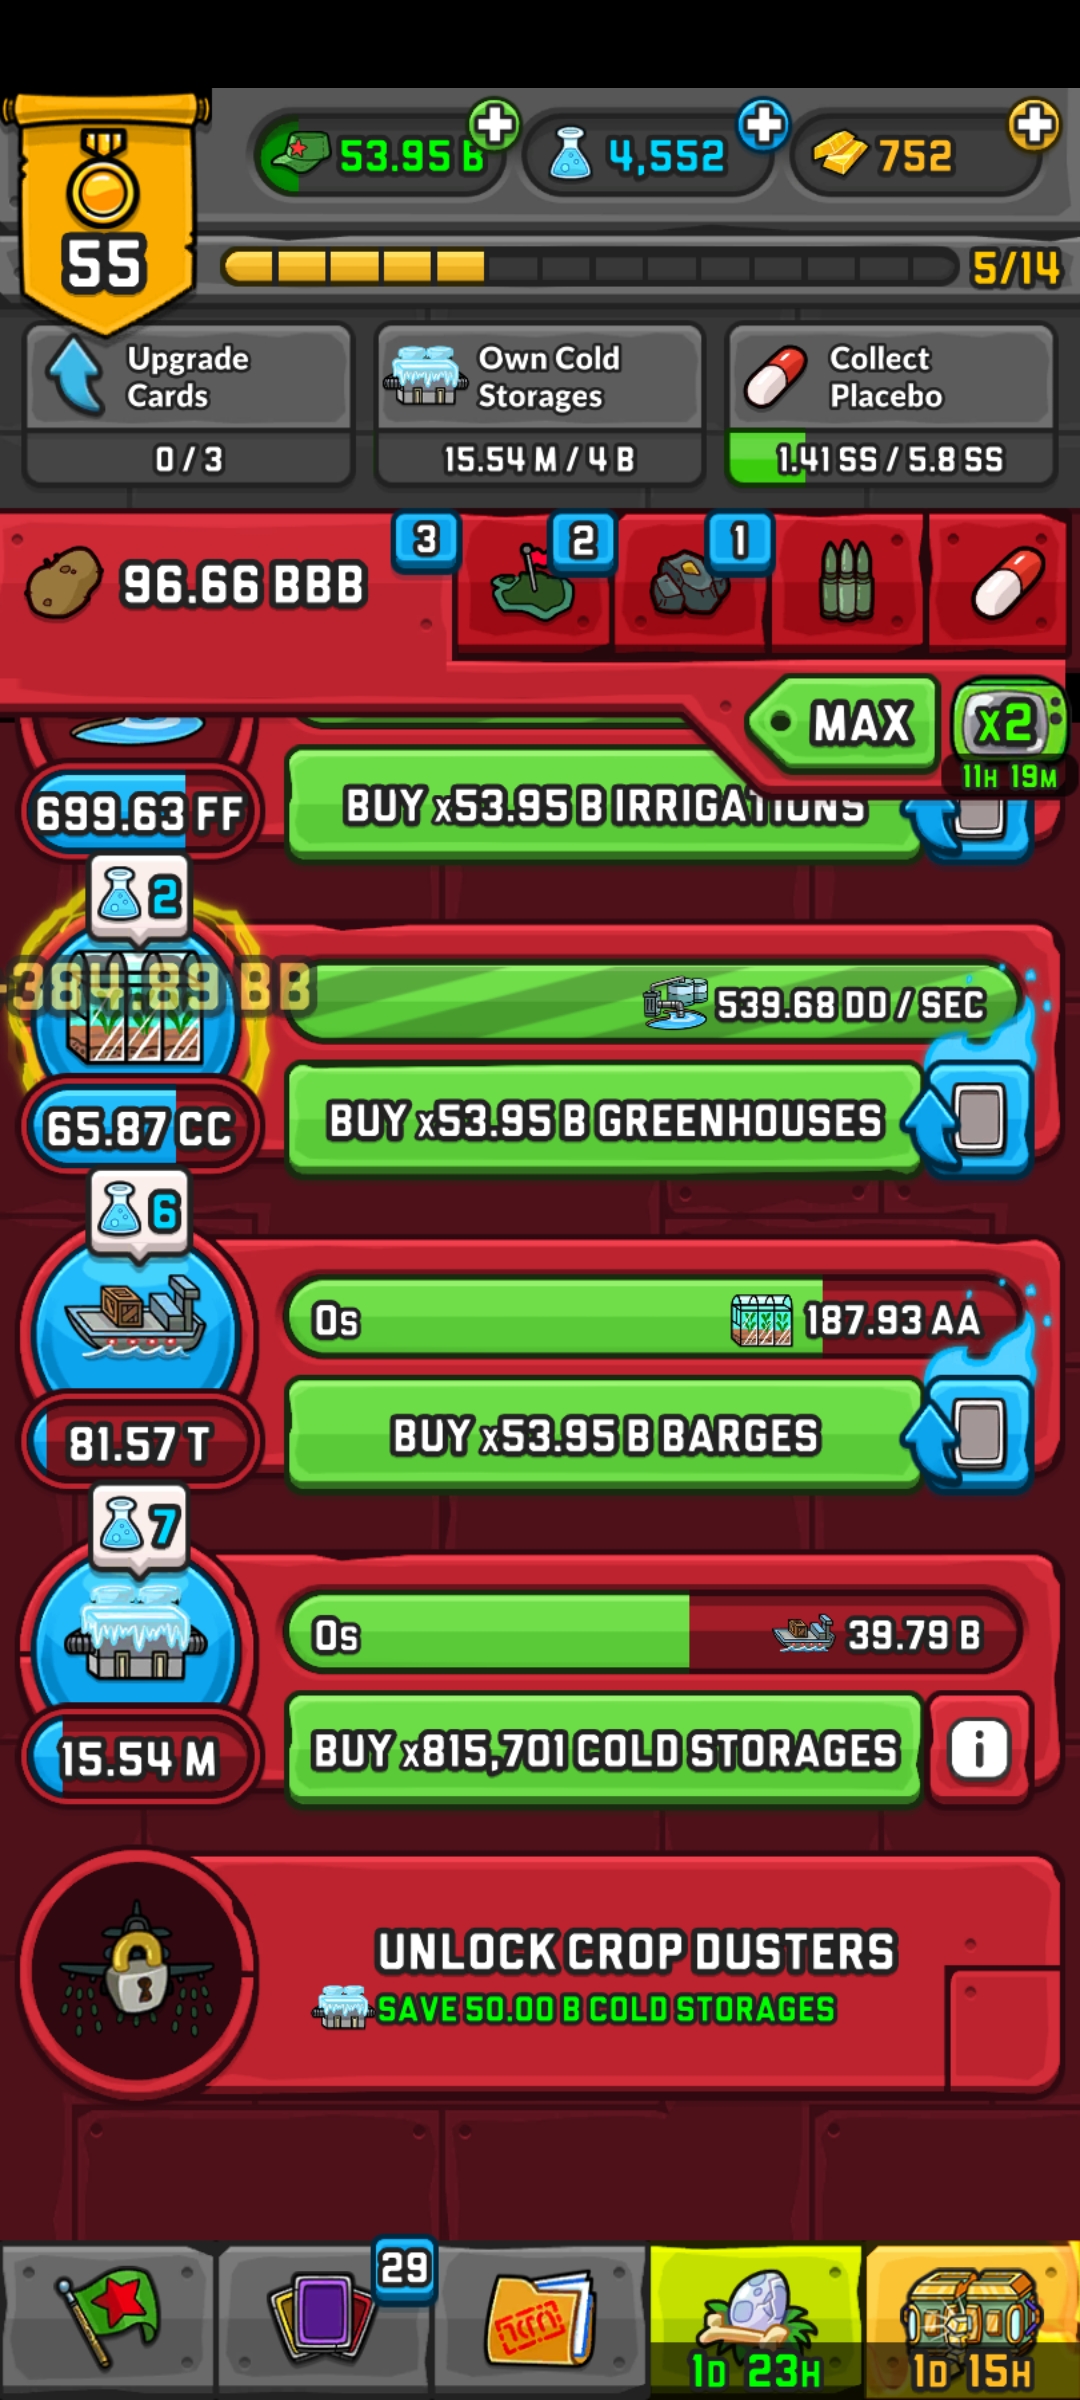 55
53.95 B
4,552
752
5/14
Upgrade
Cards
0 / 3
Own Cold
Storages
15.54 M / 4 B
Collect
Placebo
1.41 SS / 5.8 SS
96.66 BBB
3
2
1
MAX
x2
11H 19M
699.63 FF
BUY x53.95 B IRRIGATIONS
2
-384.89 BB
539.68 DD / SEC
65.87 CC
BUY x53.95 B GREENHOUSES
6
0s
187.93 AA
81.57 T
BUY x53.95 B BARGES
7
0s
39.79 B
15.54 M
BUY x815,701 COLD STORAGES
i
UNLOCK CROP DUSTERS
SAVE 50.00 B COLD STORAGES
29
1D 23H
1D 15H